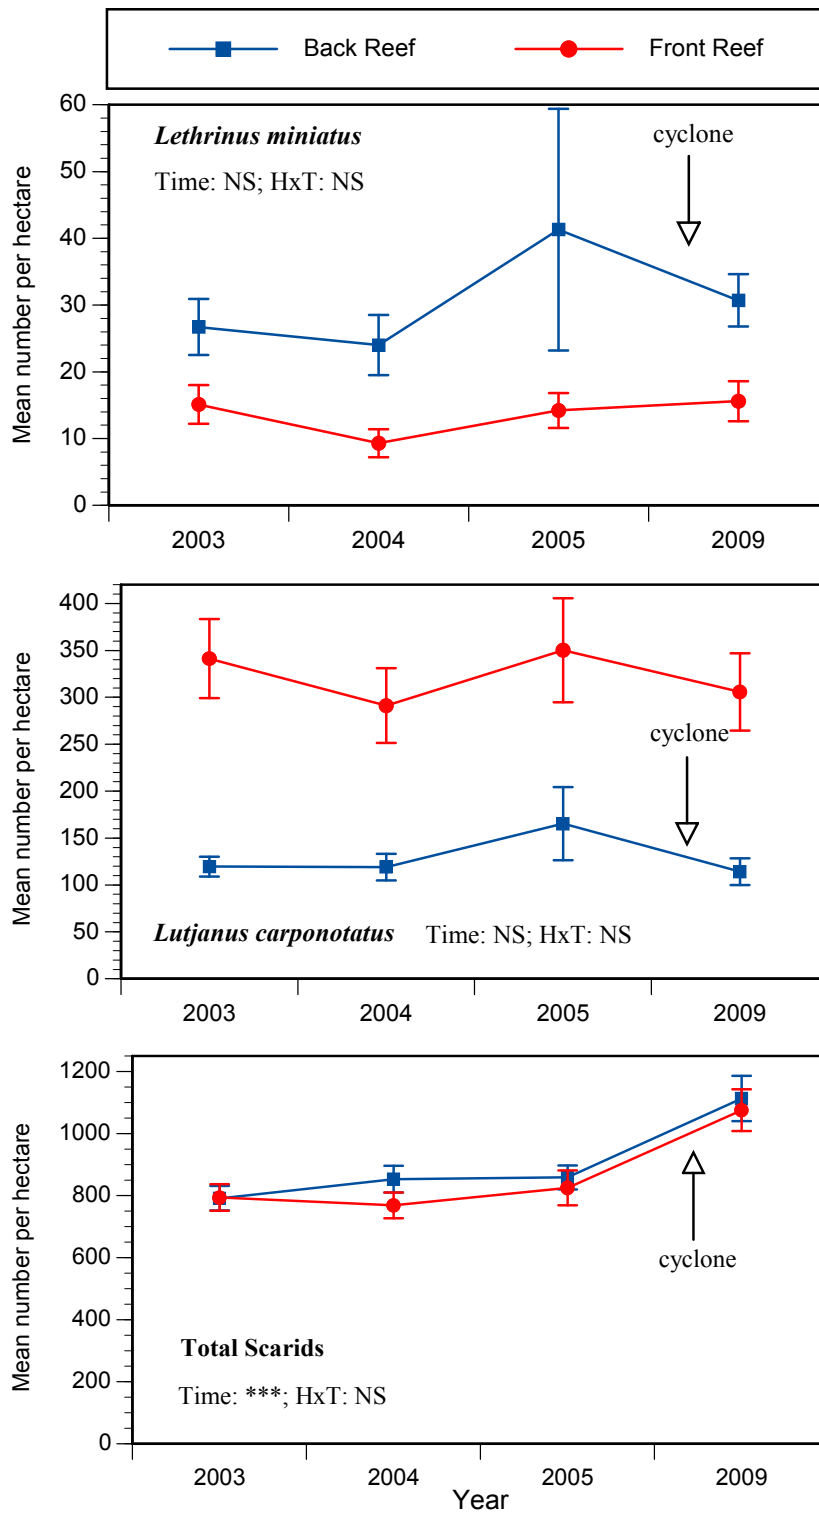 Back Reef Front Reef
60
50
40
30
20
10
0
Mean number per hectare
Lethrinus miniatus
Time: NS; HxT: NS
cyclone
2003 2004 2005 2009
400
350
300
250
200
150
100
50
0
Mean number per hectare
cyclone
Lutjanus carponotatus Time: NS; HxT: NS
2003 2004 2005 2009
1200
1000
800
600
400
200
0
Mean number per hectare
cyclone
Total Scarids
Time: ***; HxT: NS
2003 2004 2005 2009
Year